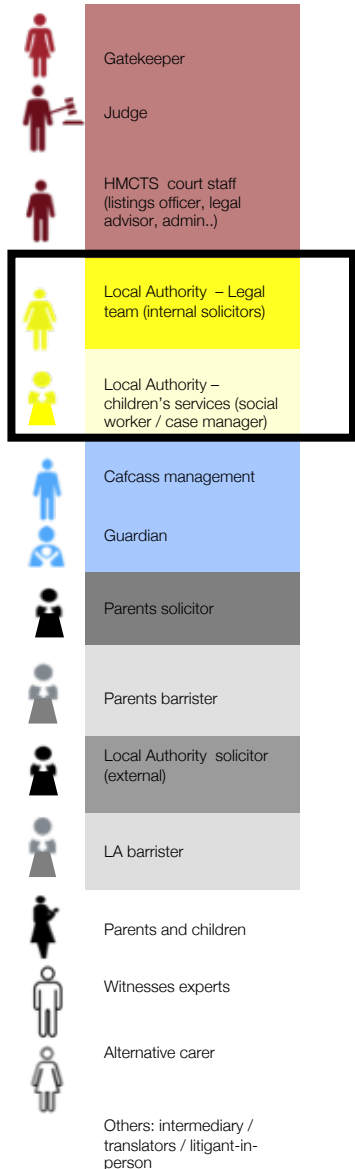 Gatekeeper
Judge
HMCTS court staff
(listings officer, legal
advisor, admin..)
Local Authority – Legal
team (internal solicitors)
Local Authority –
children's services (social
worker / case manager)
Cafcass management
Guardian
Parents solicitor
Parents barrister
Local Authority solicitor
(external)
LA barrister
Parents and children
Witnesses experts
Alternative carer
Others: intermediary /
translators / litigant-in-
person